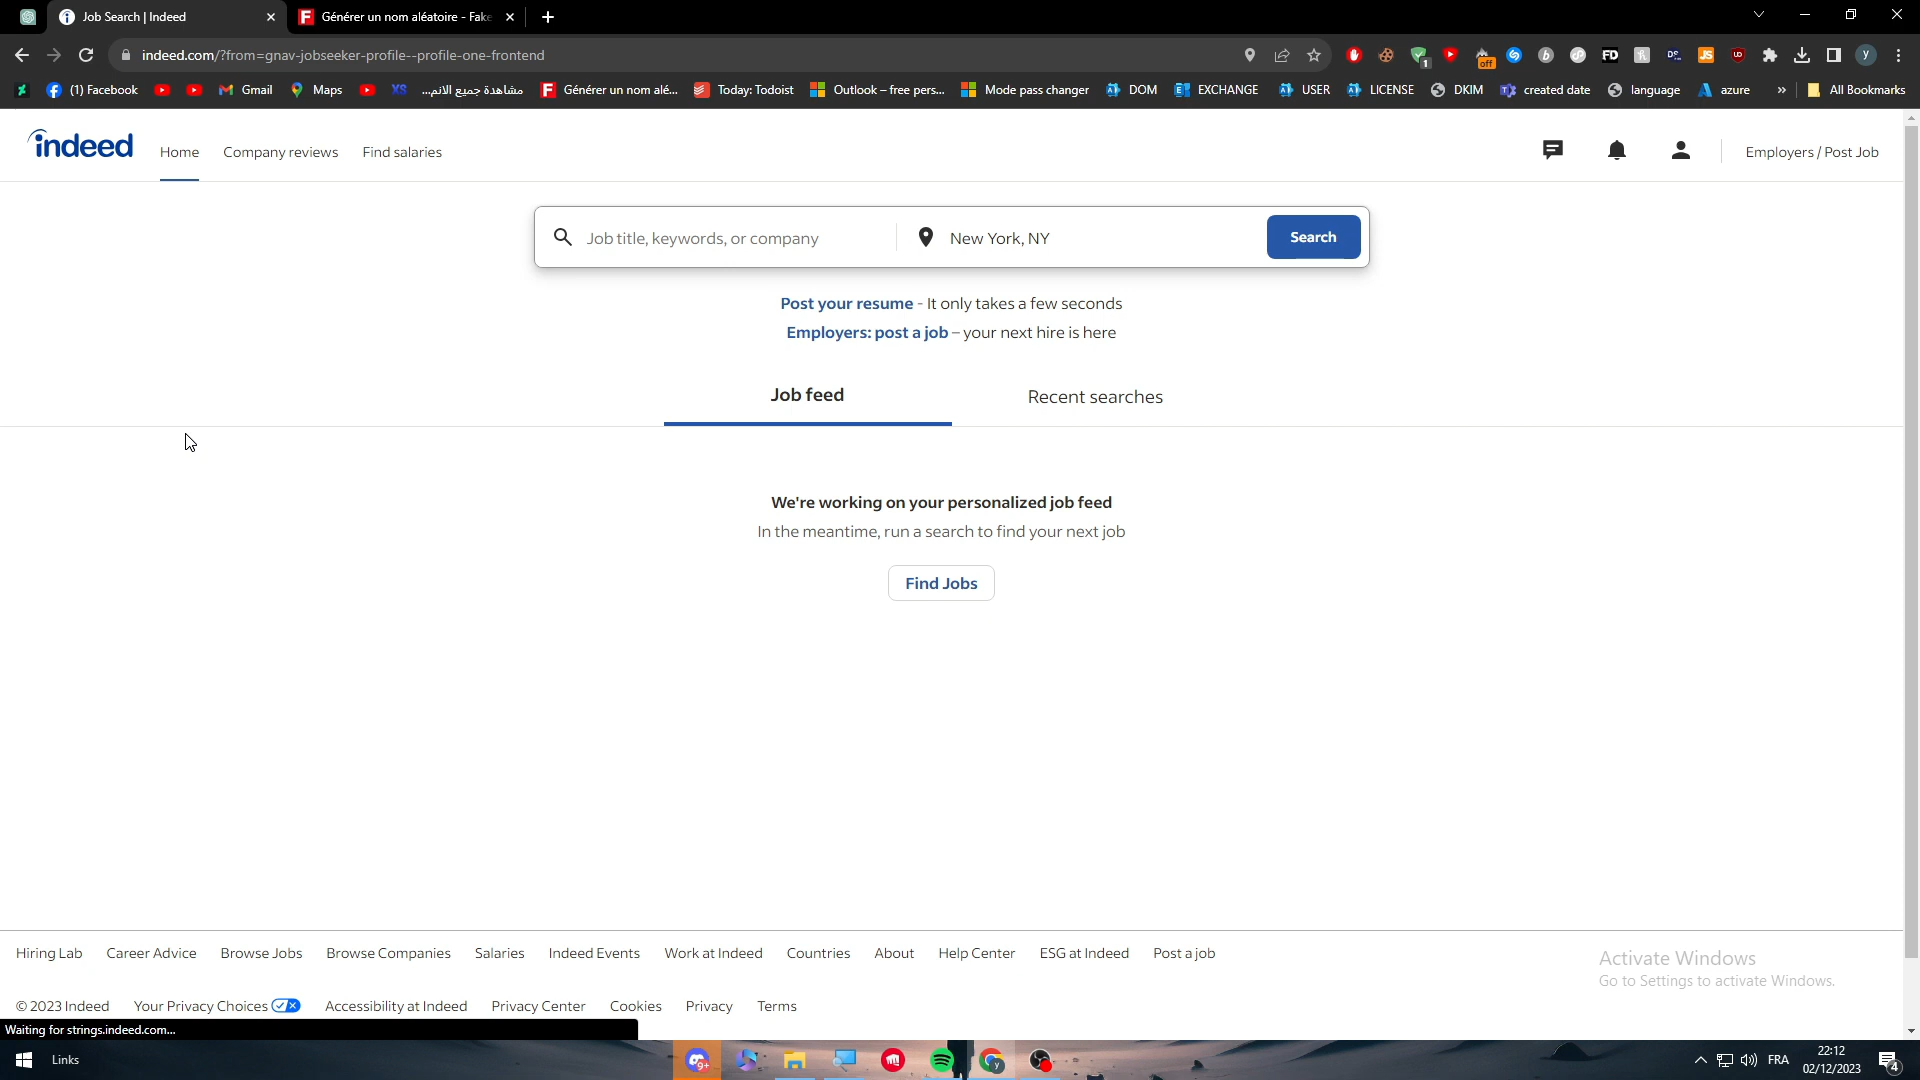 Job Search | Indeed
Générer un nom aléatoire - Fake
indeed.com/?from=gnav-jobseeker-profile--profile-one-frontend
1
off
FD
JS
y
(1) Facebook
Gmail
Maps
XS
مشاهدة جميع الانم...
Générer un nom alé...
Today: Todoist
Outlook – free pers...
Mode pass changer
DOM
EXCHANGE
USER
LICENSE
DKIM
created date
language
azure
»
All Bookmarks
indeed
Home
Company reviews
Find salaries
Employers / Post Job
Job title, keywords, or company
New York, NY
Search
Post your resume - It only takes a few seconds
Employers: post a job – your next hire is here
Job feed
Recent searches
We're working on your personalized job feed
In the meantime, run a search to find your next job
Find Jobs
Hiring Lab
Career Advice
Browse Jobs
Browse Companies
Salaries
Indeed Events
Work at Indeed
Countries
About
Help Center
ESG at Indeed
Post a job
Activate Windows
Go to Settings to activate Windows.
© 2023 Indeed
Your Privacy Choices
Accessibility at Indeed
Privacy Center
Cookies
Privacy
Terms
Waiting for strings.indeed.com...
Links
9+
FRA
22:12
02/12/2023
4